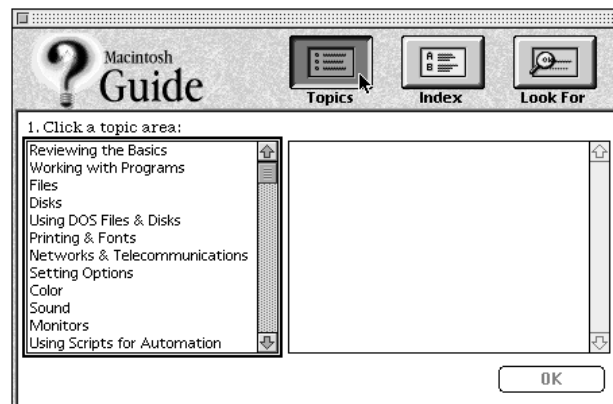 Macintosh
Guide
Topics
Index
Look For
1. Click a topic area:
Reviewing the Basics
Working with Programs
Files
Disks
Using DOS Files & Disks
Printing & Fonts
Networks & Telecommunications
Setting Options
Color
Sound
Monitors
Using Scripts for Automation
OK